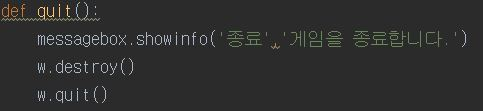 def quit():
    messagebox.showinfo('종료','게임을 종료합니다.')
    w.destroy()
    w.quit()